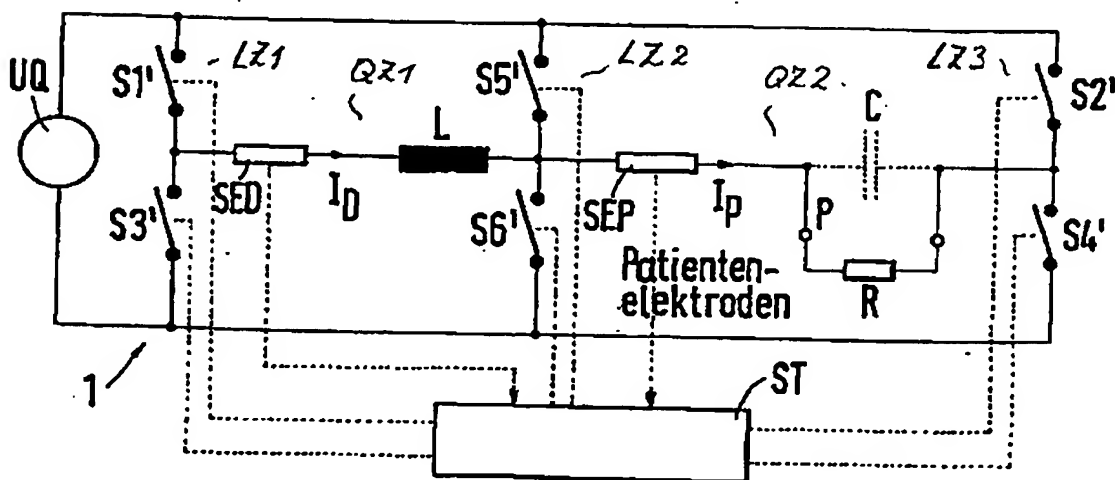 UQ
S1'
LZ1
QZ1
S5'
LZ2
QZ2
C
LZ3
S2'
L
SED
I_D
SEP
I_P
P
S3'
S6'
S4'
Patienten-
elektroden
R
1
ST